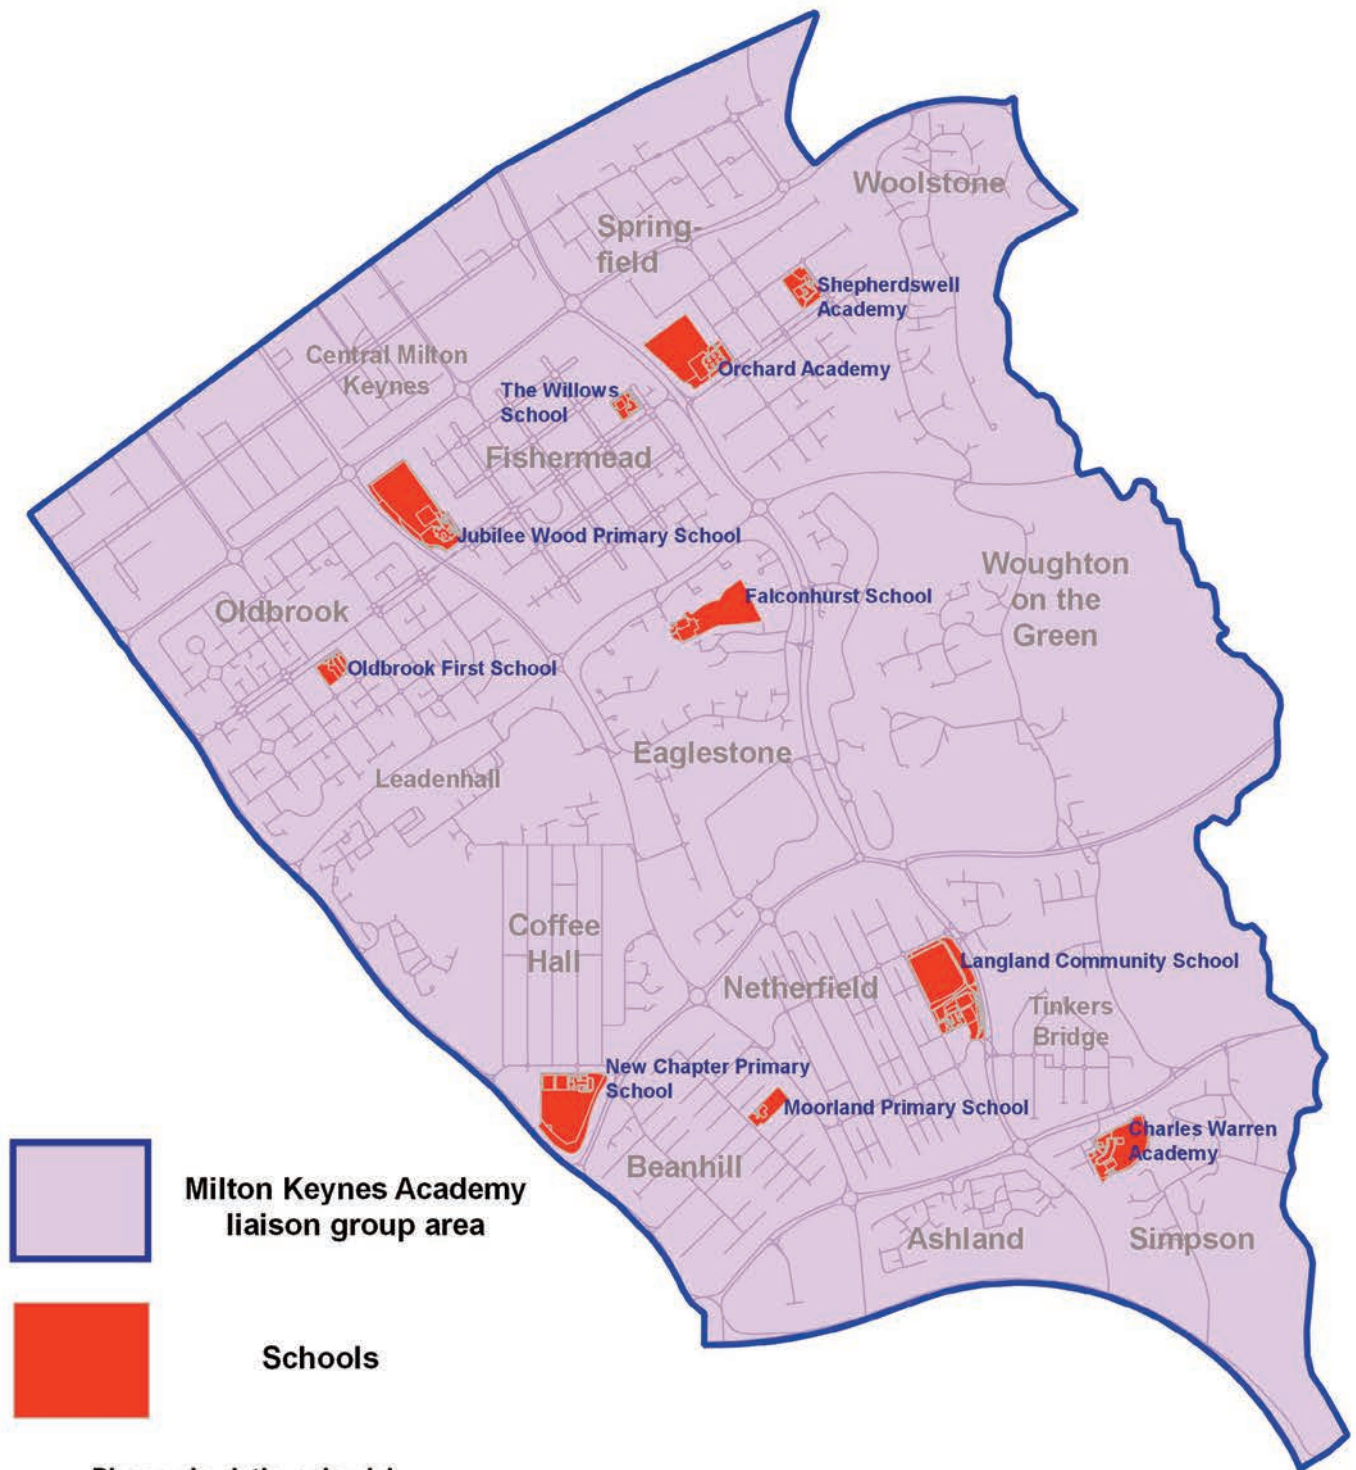 Woolstone
Spring-
field
Shepherdswell
Academy
Central Milton
Keynes
Orchard Academy
The Willows
School
Fishermead
Jubilee Wood Primary School
Woughton
on the
Green
Falconhurst School
Oldbrook
Oldbrook First School
Eaglestone
Leadenhall
Coffee
Hall
Langland Community School
Netherfield
Tinkers
Bridge
New Chapter Primary
School
Moorland Primary School
Charles Warren
Academy
Beanhill
Ashland
Simpson
Milton Keynes Academy
liaison group area
Schools